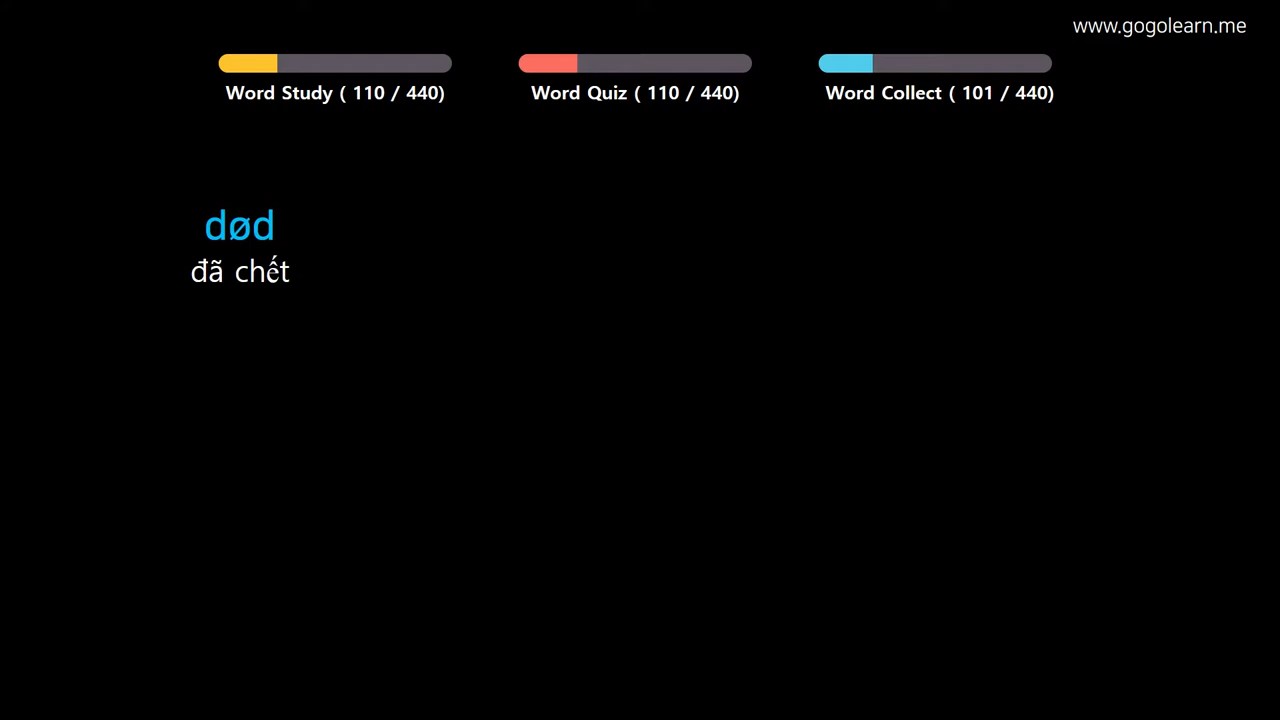 www.gogolearn.me
Word Study ( 110 / 440)
Word Quiz ( 110 / 440)
Word Collect ( 101 / 440)
død
đã chết